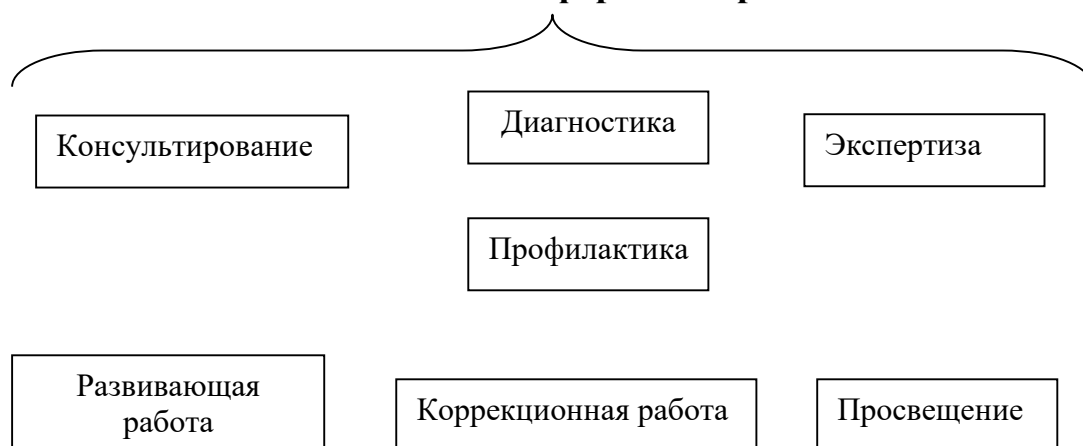 Диагностика
Консультирование
Экспертиза
Профилактика
Развивающая
работа
Коррекционная работа
Просвещение